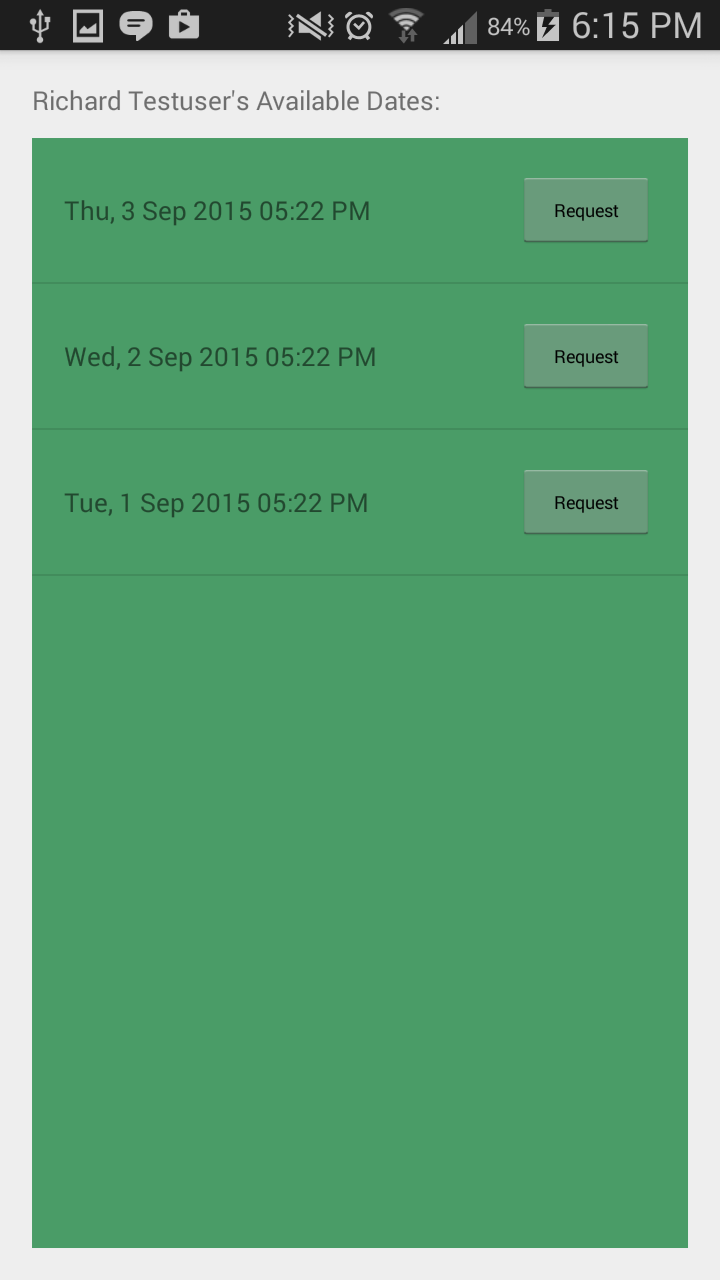 84% 6:15 PM
Richard Testuser's Available Dates:
Thu, 3 Sep 2015 05:22 PM Request
Wed, 2 Sep 2015 05:22 PM Request
Tue, 1 Sep 2015 05:22 PM Request